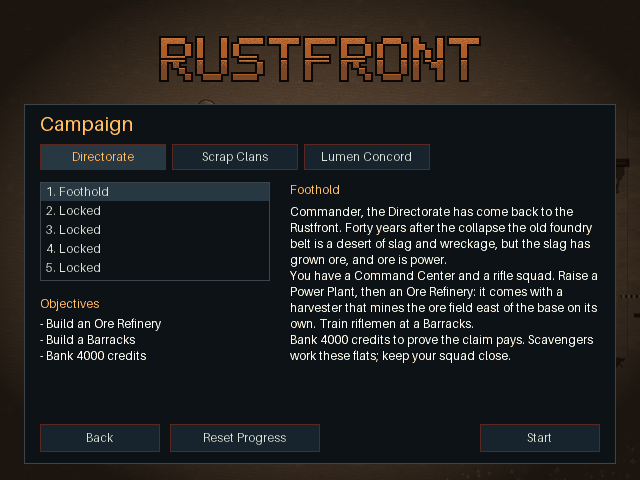 RUSTFRONT
Campaign
Directorate
Scrap Clans
Lumen Concord
1. Foothold
2. Locked
3. Locked
4. Locked
5. Locked
Objectives
- Build an Ore Refinery
- Build a Barracks
- Bank 4000 credits
Foothold
Commander, the Directorate has come back to the
Rustfront. Forty years after the collapse the old foundry
belt is a desert of slag and wreckage, but the slag has
grown ore, and ore is power.
You have a Command Center and a rifle squad. Raise a
Power Plant, then an Ore Refinery: it comes with a
harvester that mines the ore field east of the base on its
own. Train riflemen at a Barracks.
Bank 4000 credits to prove the claim pays. Scavengers
work these flats; keep your squad close.
Back
Reset Progress
Start